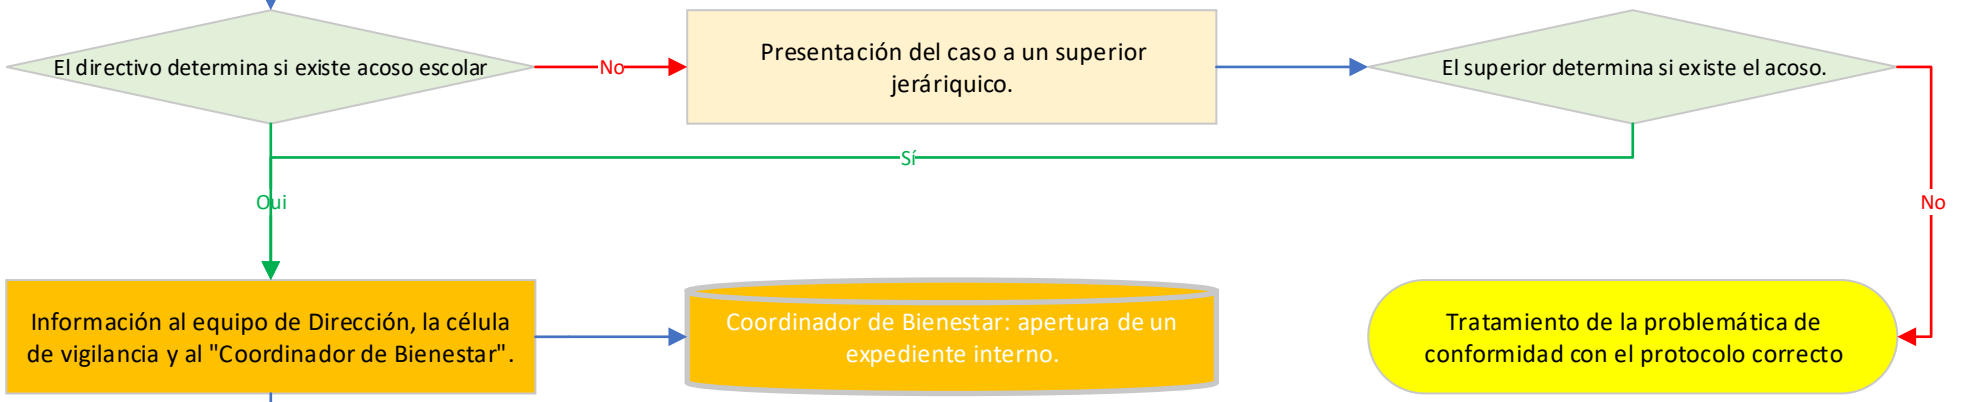 El directivo determina si existe acoso escolar
No
Presentación del caso a un superior
jeráriquico.
El superior determina si existe el acoso.
Sí
Oui
No
Información al equipo de Dirección, la célula
de vigilancia y al "Coordinador de Bienestar".
Coordinador de Bienestar: apertura de un
expediente interno.
Tratamiento de la problemática de
conformidad con el protocolo correcto